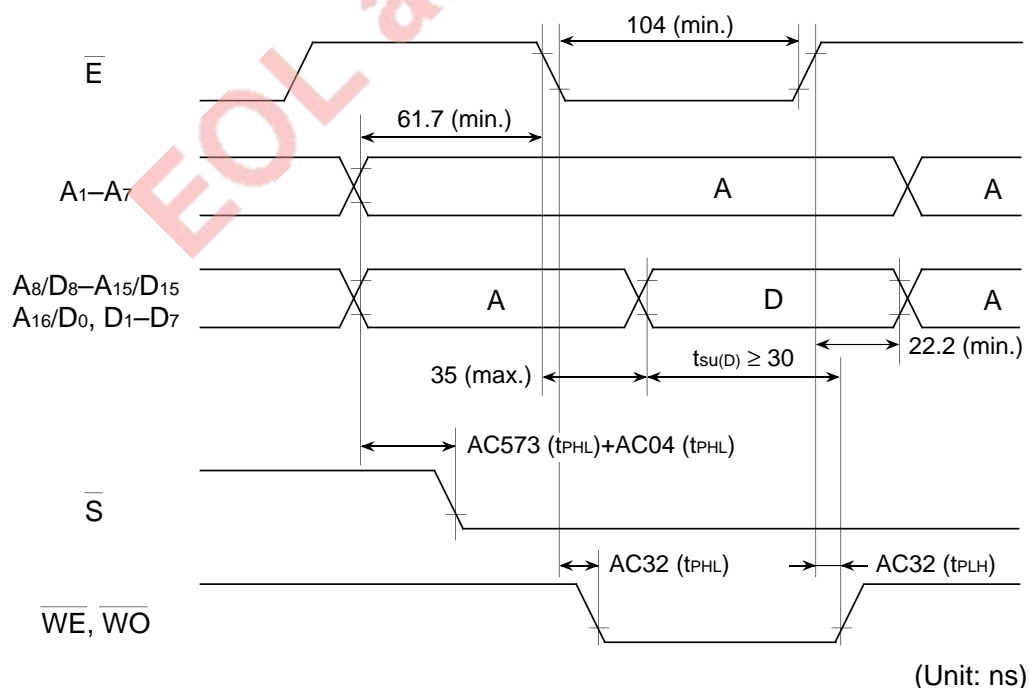 104 (min.)
E
61.7 (min.)
A1–A7
A
A
A8/D8–A15/D15
A16/D0, D1–D7
A
D
A
22.2 (min.)
35 (max.)
tsu(D) ≥ 30
AC573 (tPHL)+AC04 (tPHL)
S
AC32 (tPHL)
AC32 (tPLH)
WE, WO
(Unit: ns)
EOL a